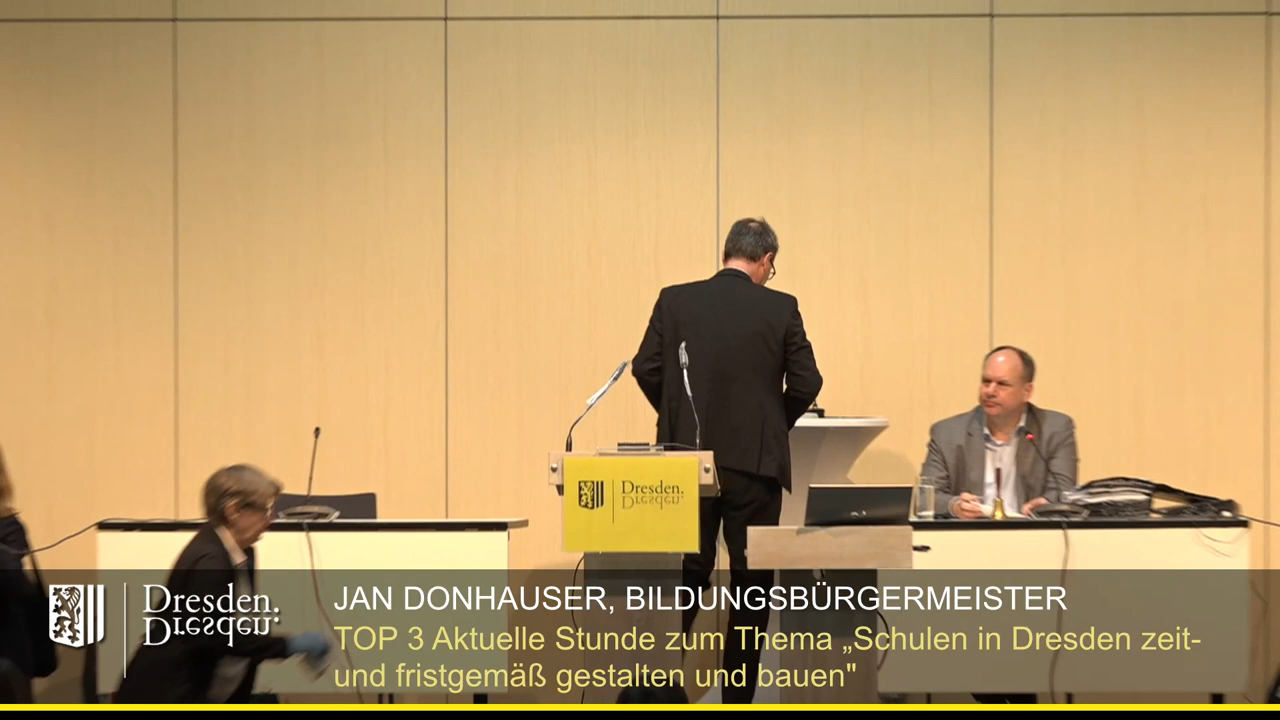 Dresden.
Dresden.
Dresden.
Dresden.
JAN DONHAUSER, BILDUNGSBÜRGERMEISTER
TOP 3 Aktuelle Stunde zum Thema „Schulen in Dresden zeit-
und fristgemäß gestalten und bauen"